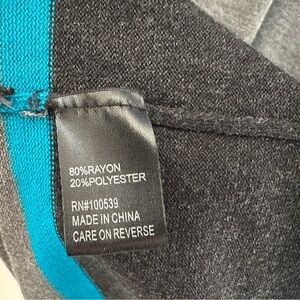 80%RAYON
20%POLYESTER
RN#100539
MADE IN CHINA
CARE ON REVERSE